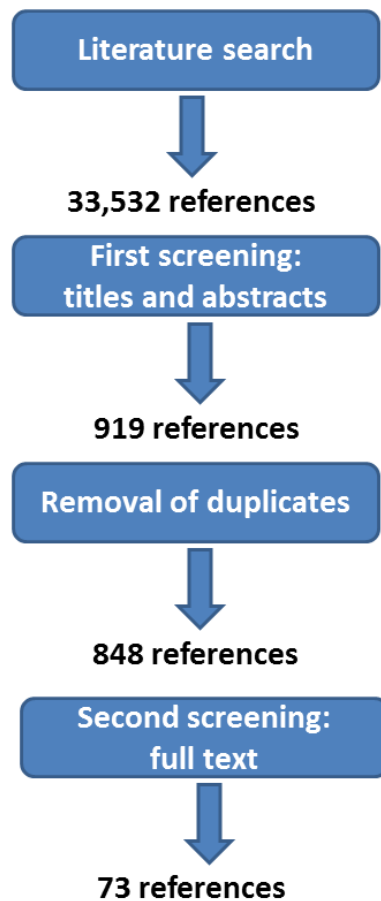 Literature search
33,532 references
First screening:
titles and abstracts
919 references
Removal of duplicates
848 references
Second screening:
full text
73 references